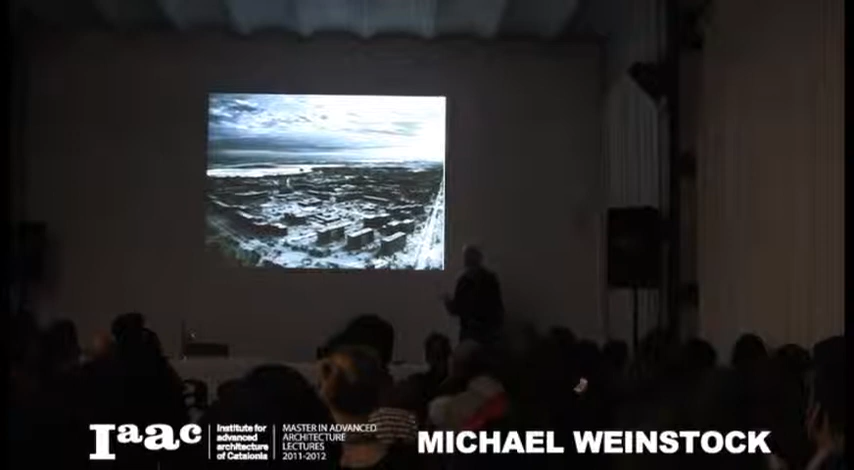 Iaac
Institute for
advanced
architecture
of Catalonia
MASTER IN ADVANCED
ARCHITECTURE
LECTURES
2011-2012
MICHAEL WEINSTOCK